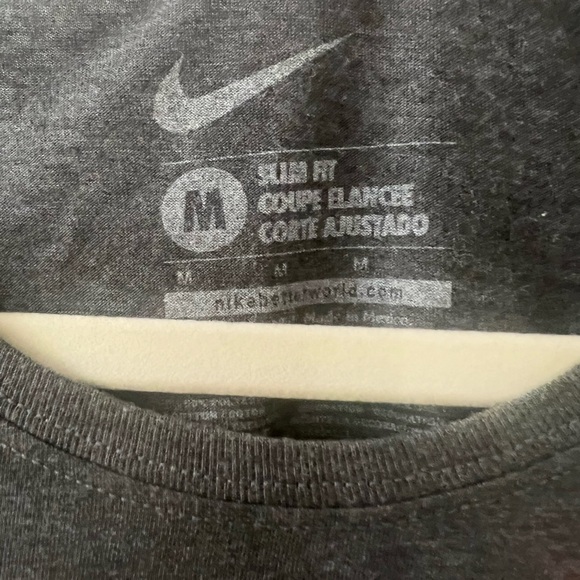 M
SLIM FIT
COUPE ELANCEE
CORTE AJUSTADO
M M M
nikebetterworld.com
Made in Mexico.